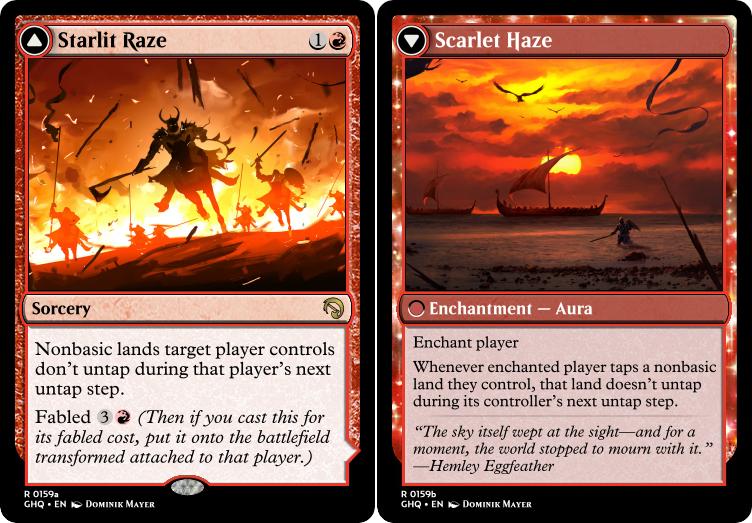 Starlit Raze
1
Sorcery
Nonbasic lands target player controls
don't untap during that player's next
untap step.
Fabled 3 (Then if you cast this for
its fabled cost, put it onto the battlefield
transformed attached to that player.)
R 0159a
GHQ • EN Dominik Mayer
Scarlet Haze
Enchantment — Aura
Enchant player
Whenever enchanted player taps a nonbasic
land they control, that land doesn't untap
during its controller's next untap step.
"The sky itself wept at the sight—and for a
moment, the world stopped to mourn with it."
—Hemley Eggfeather
R 0159b
GHQ • EN Dominik Mayer